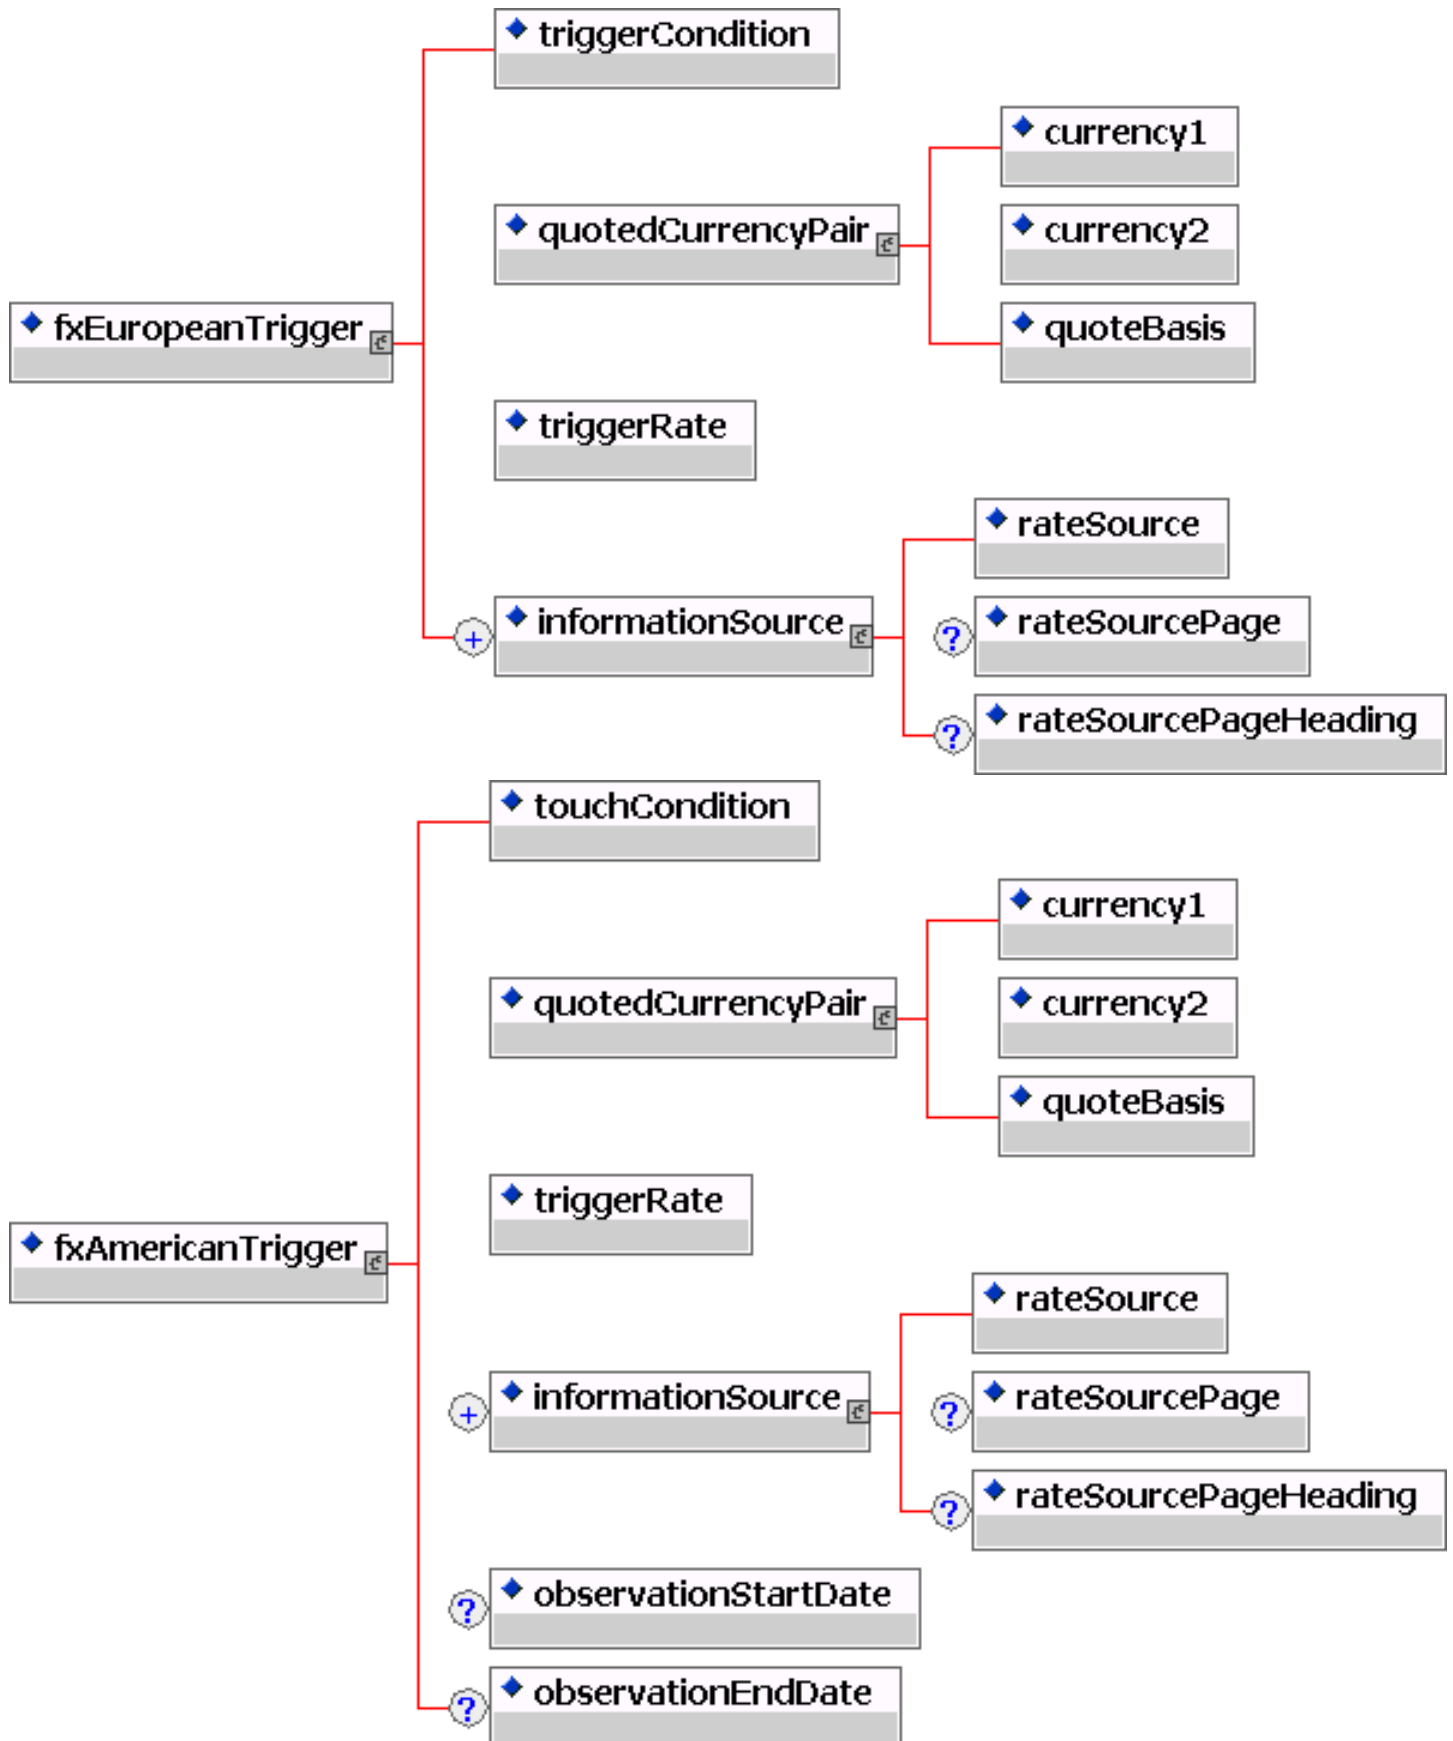 triggerCondition
currency1
quotedCurrencyPair
currency2
fxEuropeanTrigger
quoteBasis
triggerRate
rateSource
+
informationSource
?
rateSourcePage
?
rateSourcePageHeading
touchCondition
currency1
quotedCurrencyPair
currency2
quoteBasis
triggerRate
fxAmericanTrigger
rateSource
+
informationSource
?
rateSourcePage
?
rateSourcePageHeading
?
observationStartDate
?
observationEndDate